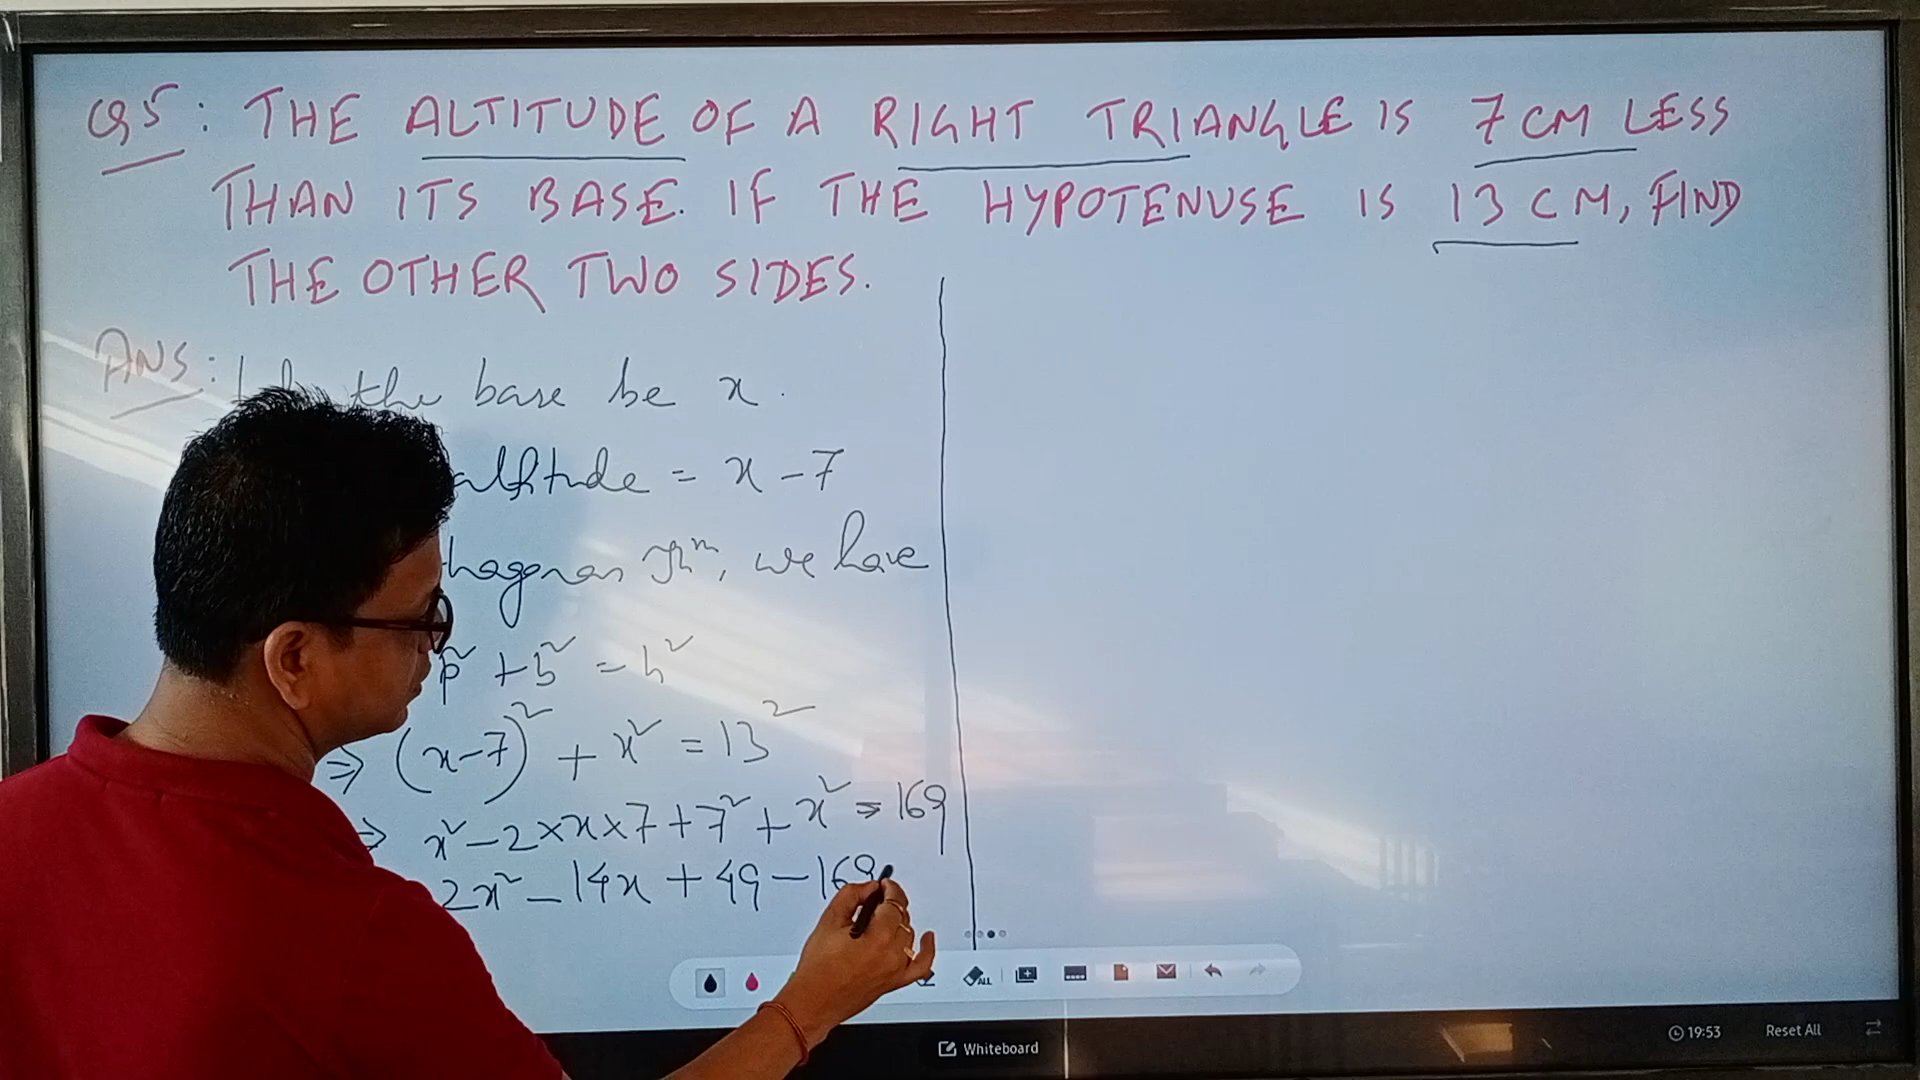 Q5: THE ALTITUDE OF A RIGHT TRIANGLE IS 7 CM LESS
THAN ITS BASE. IF THE HYPOTENUSE IS 13 CM, FIND
THE OTHER TWO SIDES.
ANS: the base be x.
altitude = x - 7
we have
p² + b² = h²
⇒ (x-7)² + x² = 13²
⇒ x² - 2×x×7 + 7² + x² = 169
2x² - 14x + 49 - 169
ALL
Whiteboard
19:53
Reset All